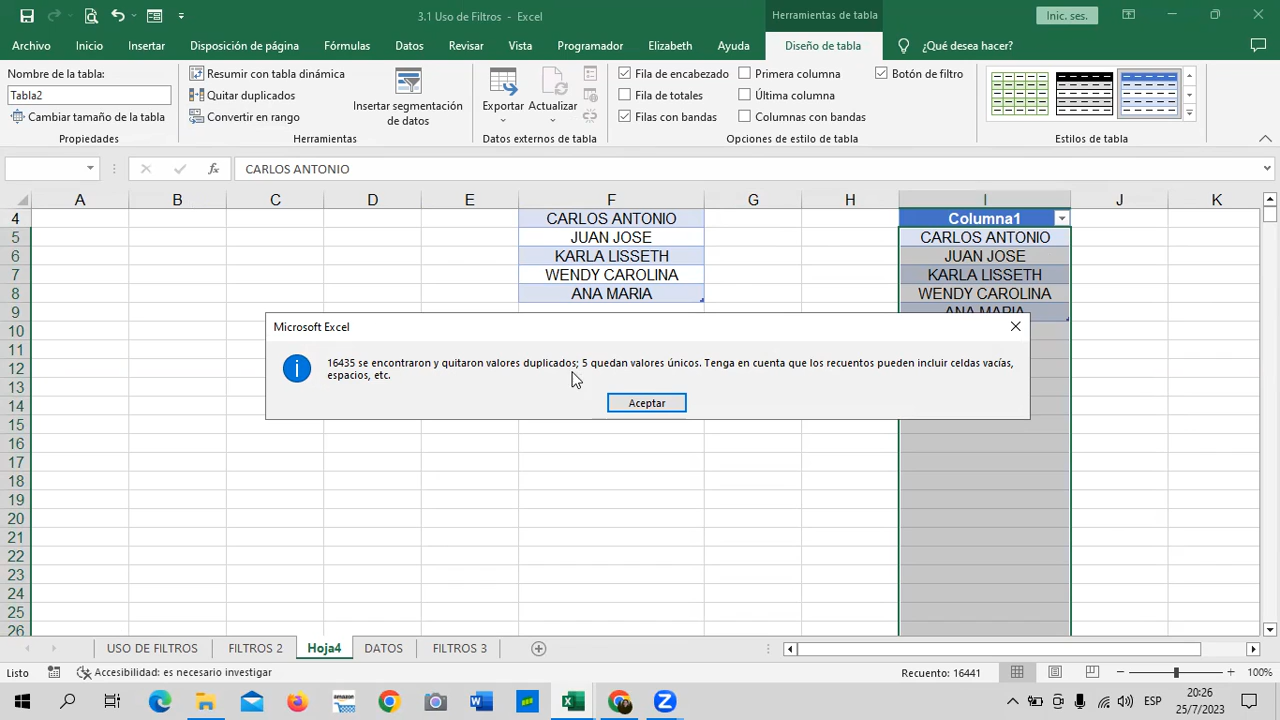 3.1 Uso de Filtros - Excel
Herramientas de tabla
Inic. ses.
Archivo
Inicio
Insertar
Disposición de página
Fórmulas
Datos
Revisar
Vista
Programador
Elizabeth
Ayuda
Diseño de tabla
¿Qué desea hacer?
Nombre de la tabla:
Tabla2
Cambiar tamaño de la tabla
Propiedades
Resumir con tabla dinámica
Quitar duplicados
Convertir en rango
Insertar segmentación
de datos
Herramientas
Exportar
Actualizar
Datos externos de tabla
Fila de encabezado
Fila de totales
Filas con bandas
Primera columna
Última columna
Columnas con bandas
Botón de filtro
Opciones de estilo de tabla
Estilos de tabla
fx
CARLOS ANTONIO
A B C D E F G H I J K
4 CARLOS ANTONIO Columna1
5 JUAN JOSE CARLOS ANTONIO
6 KARLA LISSETH JUAN JOSE
7 WENDY CAROLINA KARLA LISSETH
8 ANA MARIA WENDY CAROLINA
9 ANA MARIA
10
11
12
13
14
15
16
17
18
19
20
21
22
23
24
25
26
Microsoft Excel
16435 se encontraron y quitaron valores duplicados; 5 quedan valores únicos. Tenga en cuenta que los recuentos pueden incluir celdas vacías,
espacios, etc.
Aceptar
USO DE FILTROS
FILTROS 2
Hoja4
DATOS
FILTROS 3
Listo
Accesibilidad: es necesario investigar
Recuento: 16441
100%
ESP
20:26
25/7/2023